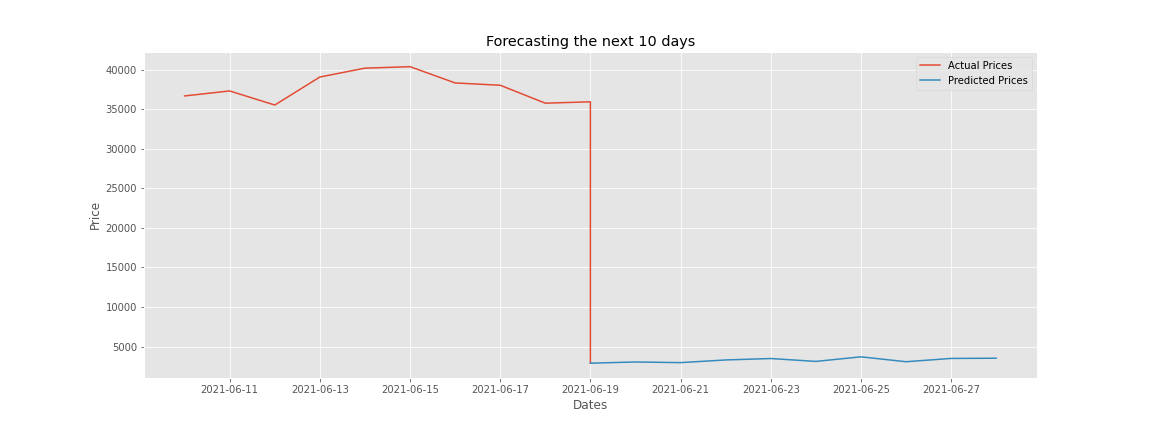 Forecasting the next 10 days
Actual Prices
Predicted Prices
40000
35000
30000
25000
20000
15000
10000
5000
Price
2021-06-11 2021-06-13 2021-06-15 2021-06-17 2021-06-19 2021-06-21 2021-06-23 2021-06-25 2021-06-27
Dates